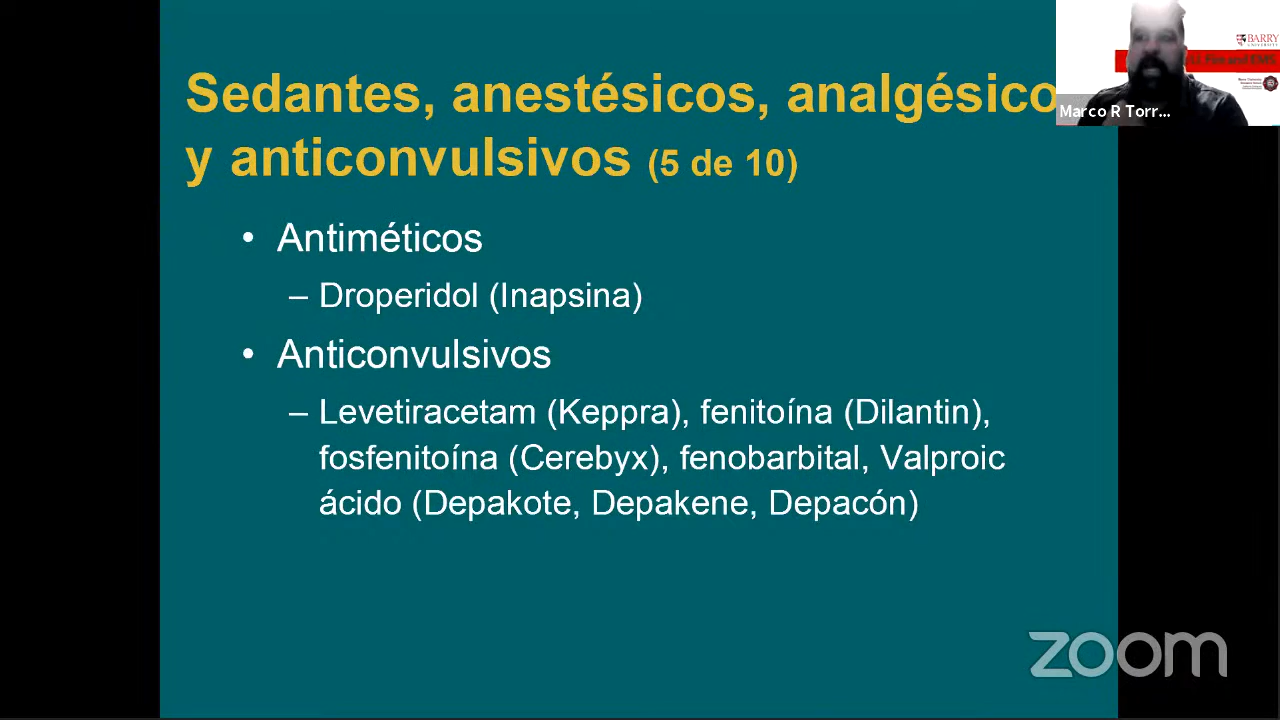 Sedantes, anestésicos, analgésico
y anticonvulsivos (5 de 10)
• Antiméticos
– Droperidol (Inapsina)
• Anticonvulsivos
– Levetiracetam (Keppra), fenitoína (Dilantin),
fosfenitoína (Cerebyx), fenobarbital, Valproic
ácido (Depakote, Depakene, Depacón)
BARRY
Marco R Torr...
zoom